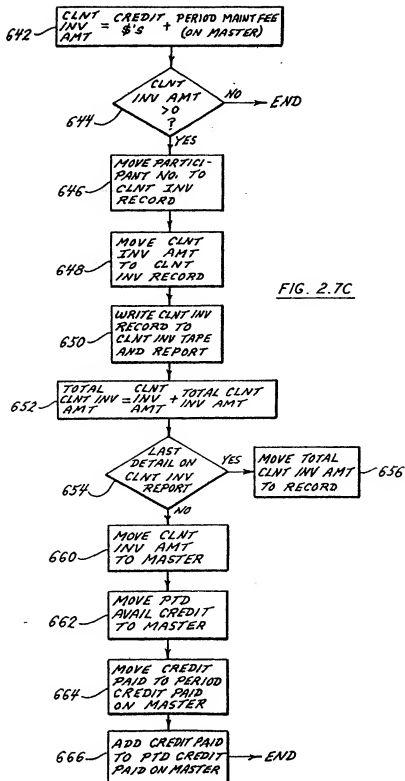 642
CLNT INV AMT = CREDIT $'S + PERIOD MAINT FEE (ON MASTER)
644
CLNT
INV AMT
>0
?
NO
END
YES
646
MOVE PARTICI-
PANT NO. TO
CLNT INV
RECORD
648
MOVE CLNT
INV AMT
TO CLNT
INV RECORD
FIG. 2.7C
650
WRITE CLNT INV
RECORD TO
CLNT INV TAPE
AND REPORT
652
TOTAL CLNT INV AMT = CLNT INV AMT + TOTAL CLNT INV AMT
654
LAST
DETAIL ON
CLNT INV
REPORT
YES
MOVE TOTAL
CLNT INV AMT
TO RECORD
656
NO
660
MOVE CLNT
INV AMT
TO MASTER
662
MOVE PTD
AVAIL CREDIT
TO MASTER
664
MOVE CREDIT
PAID TO PERIOD
CREDIT PAID
ON MASTER
666
ADD CREDIT PAID
TO PTD CREDIT
PAID ON MASTER
END